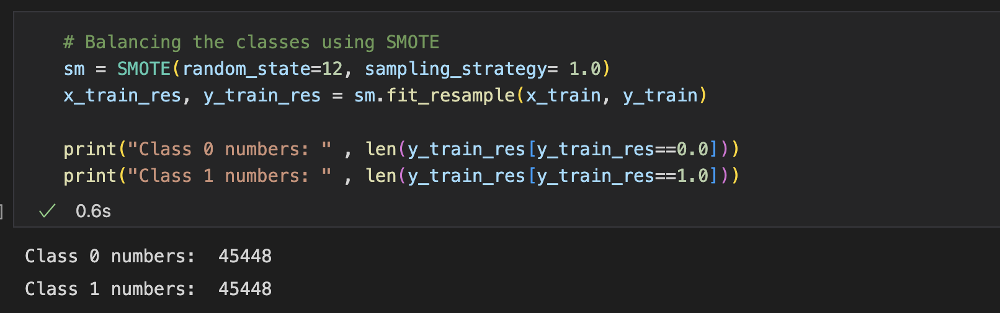 # Balancing the classes using SMOTE
sm = SMOTE(random_state=12, sampling_strategy= 1.0)
x_train_res, y_train_res = sm.fit_resample(x_train, y_train)
print("Class 0 numbers: " , len(y_train_res[y_train_res==0.0]))
print("Class 1 numbers: " , len(y_train_res[y_train_res==1.0]))
] ✓ 0.6s
Class 0 numbers:  45448
Class 1 numbers:  45448